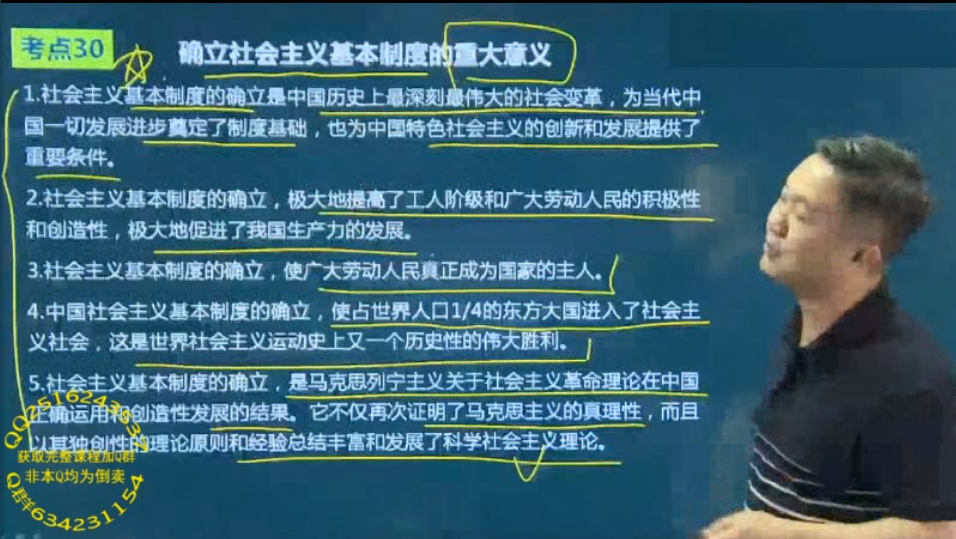 考点30
确立社会主义基本制度的重大意义
1.社会主义基本制度的确立是中国历史上最深刻最伟大的社会变革，为当代中
国一切发展进步奠定了制度基础，也为中国特色社会主义的创新和发展提供了
重要条件。
2.社会主义基本制度的确立，极大地提高了工人阶级和广大劳动人民的积极性
和创造性，极大地促进了我国生产力的发展。
3.社会主义基本制度的确立，使广大劳动人民真正成为国家的主人。
4.中国社会主义基本制度的确立，使占世界人口1/4的东方大国进入了社会主
义社会，这是世界社会主义运动史上又一个历史性的伟大胜利。
5.社会主义基本制度的确立，是马克思列宁主义关于社会主义革命理论在中国
正确运用和创造性发展的结果。它不仅再次证明了马克思主义的真理性，而且
以其独创性的理论原则和经验总结丰富和发展了科学社会主义理论。
获取完整课程加Q群
非本Q均为倒卖
634231154